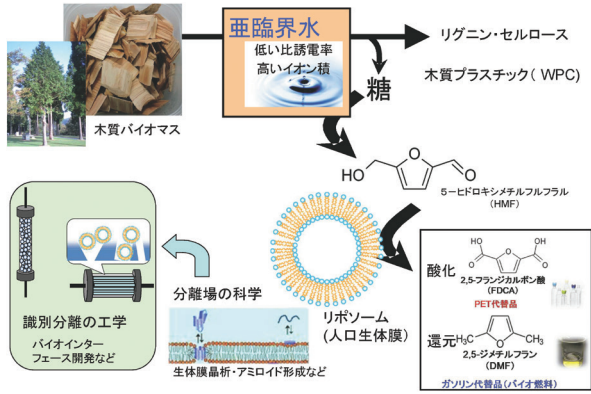 亜臨界水
低い比誘電率
高いイオン積
リグニン・セルロース
木質プラスチック( WPC)
糖
木質バイオマス
HO
O
O
5-ヒドロキシメチルフルフラル
(HMF)
リポソーム
(人口生体膜)
酸化
HO
O
O
OH
O
2,5-フランジカルボン酸
(FDCA)
PET代替品
還元
H₃C
O
CH₃
2,5-ジメチルフラン
(DMF)
ガソリン代替品(バイオ燃料)
分離場の科学
生体膜晶析・アミロイド形成など
識別分離の工学
バイオインター
フェース開発など